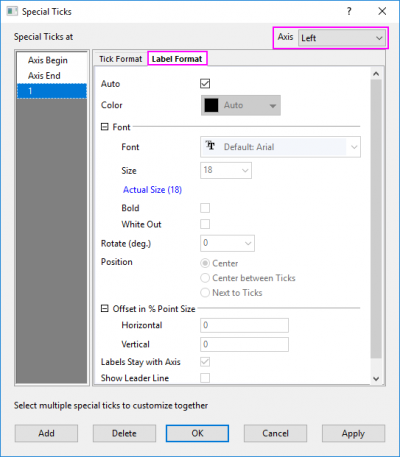 Special Ticks
Special Ticks at
Axis Left
Axis Begin
Axis End
1
Tick Format Label Format
Auto
Color Auto
Font
Font Default: Arial
Size 18
Actual Size (18)
Bold
White Out
Rotate (deg.) 0
Position Center
Center between Ticks
Next to Ticks
Offset in % Point Size
Horizontal 0
Vertical 0
Labels Stay with Axis
Show Leader Line
Select multiple special ticks to customize together
Add Delete OK Cancel Apply